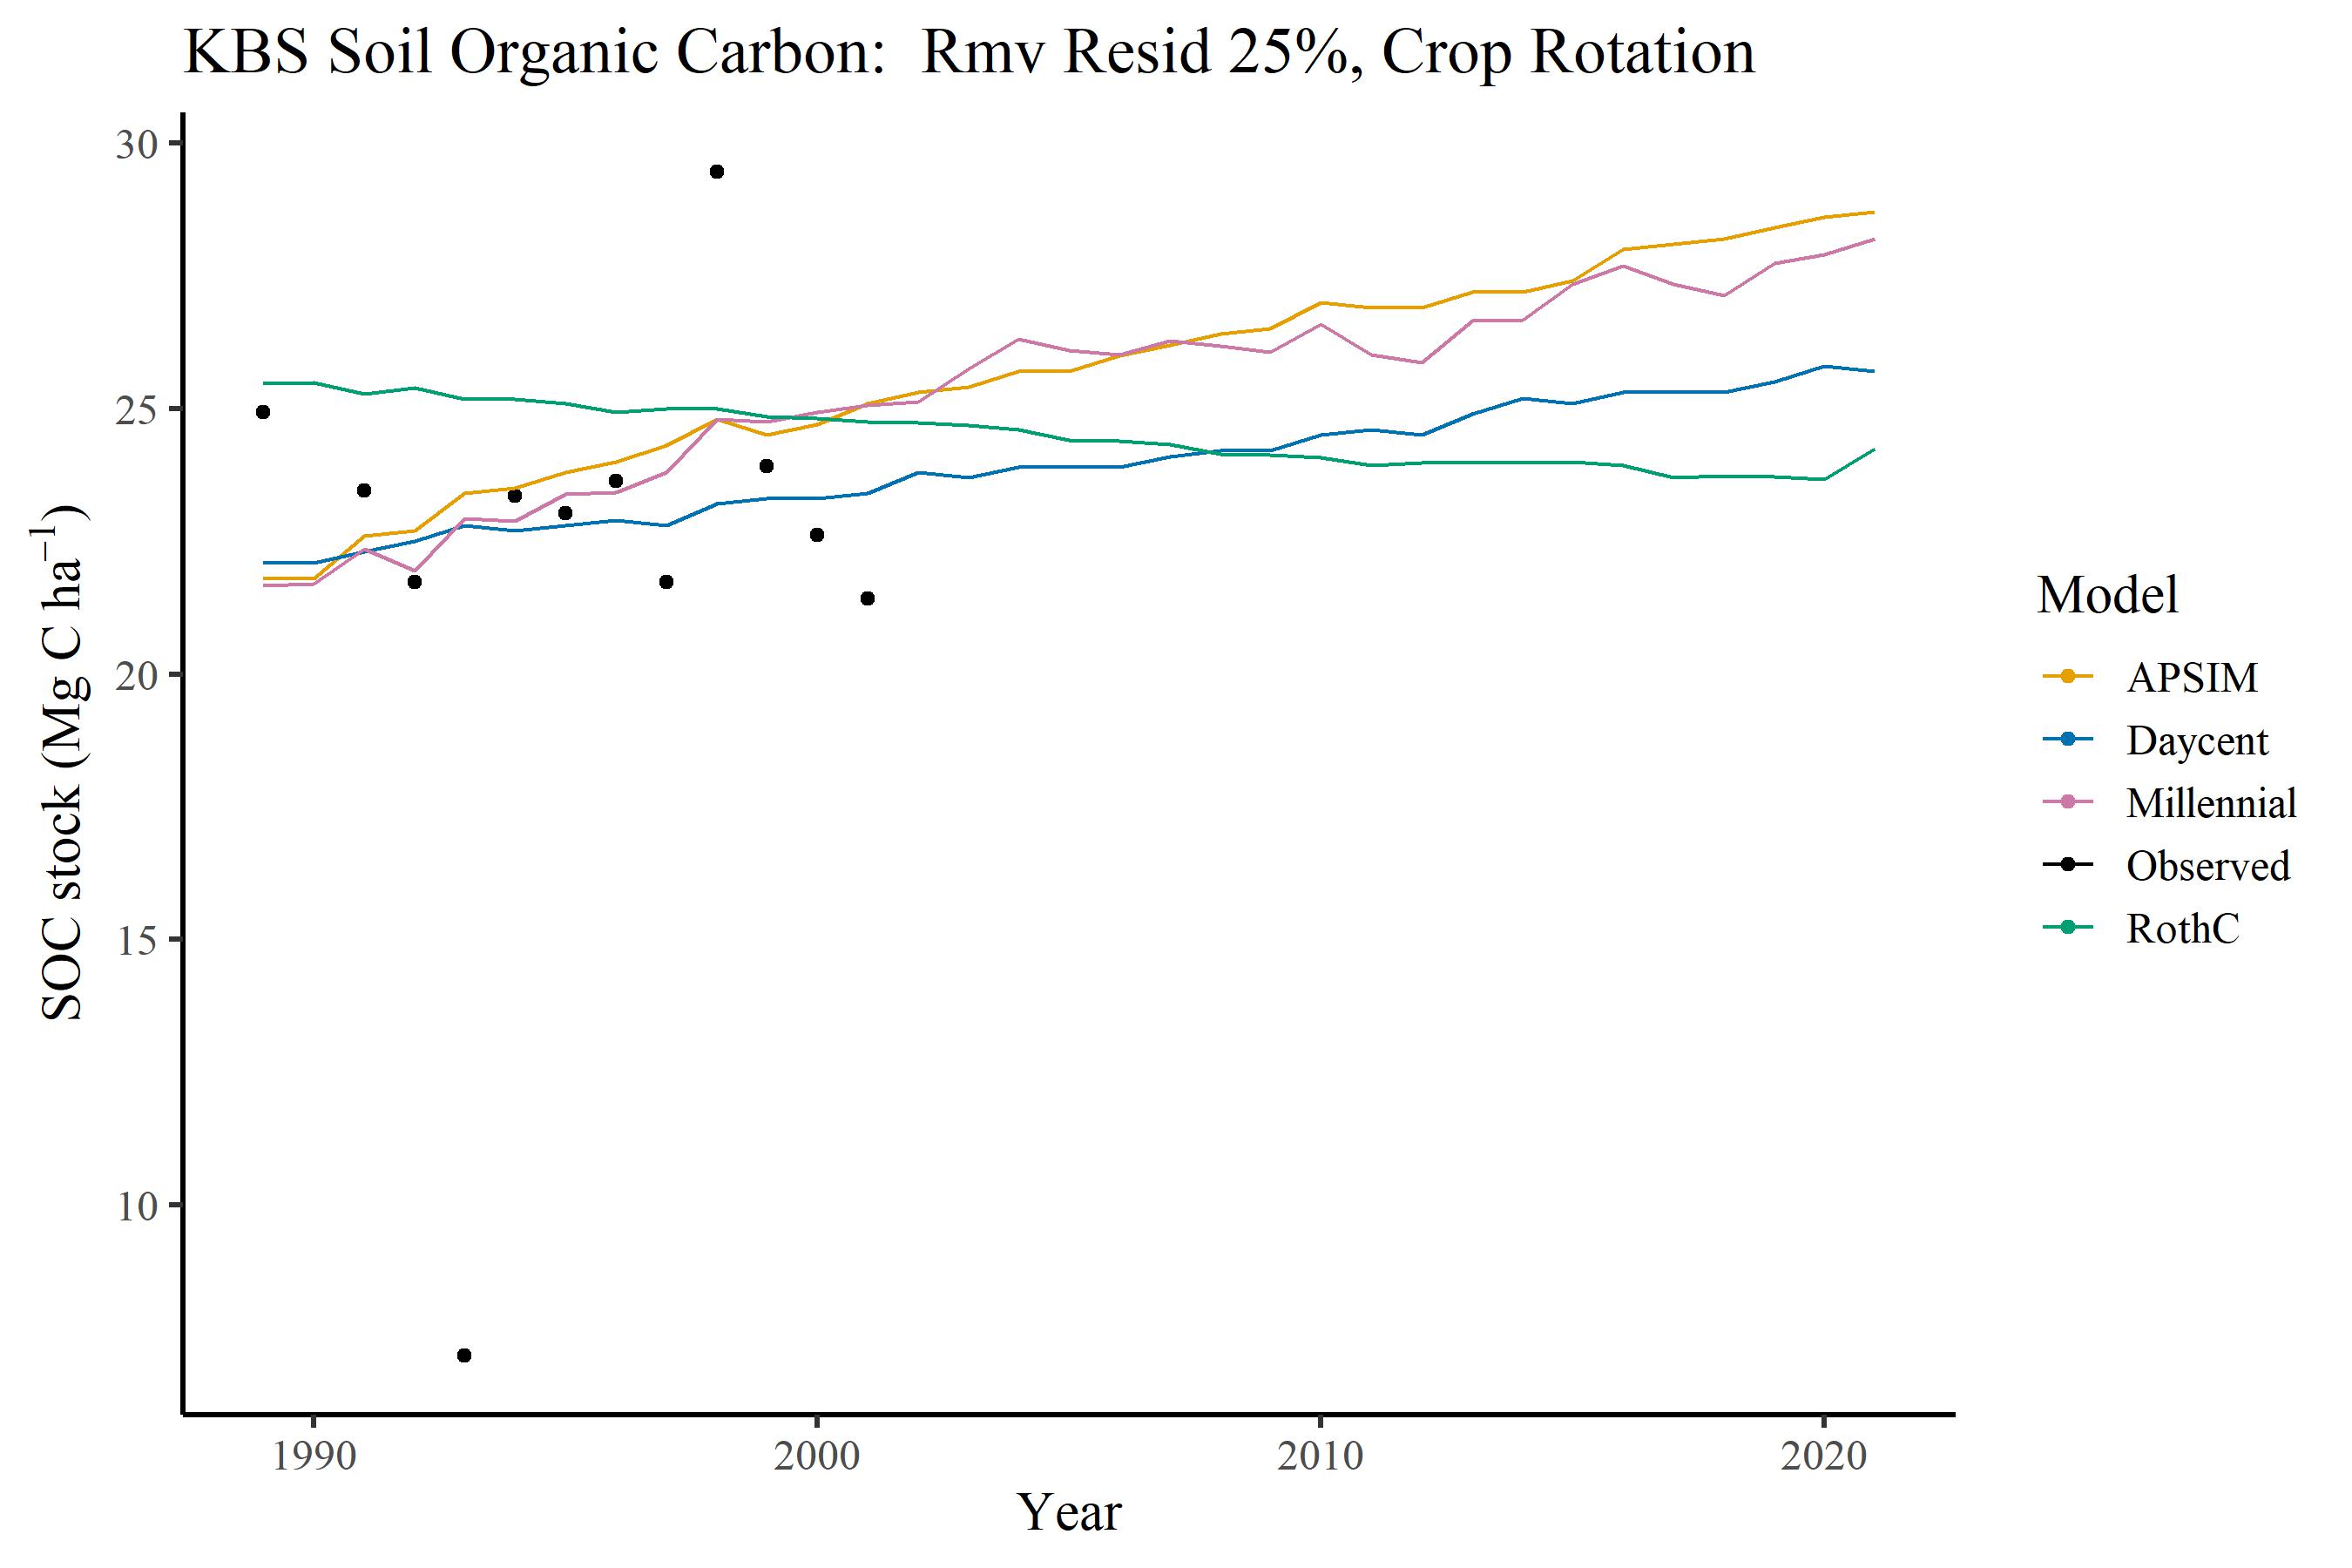 KBS Soil Organic Carbon:  Rmv Resid 25%, Crop Rotation
SOC stock (Mg C ha⁻¹)
30
25
20
15
10
1990
2000
2010
2020
Year
Model
APSIM
Daycent
Millennial
Observed
RothC